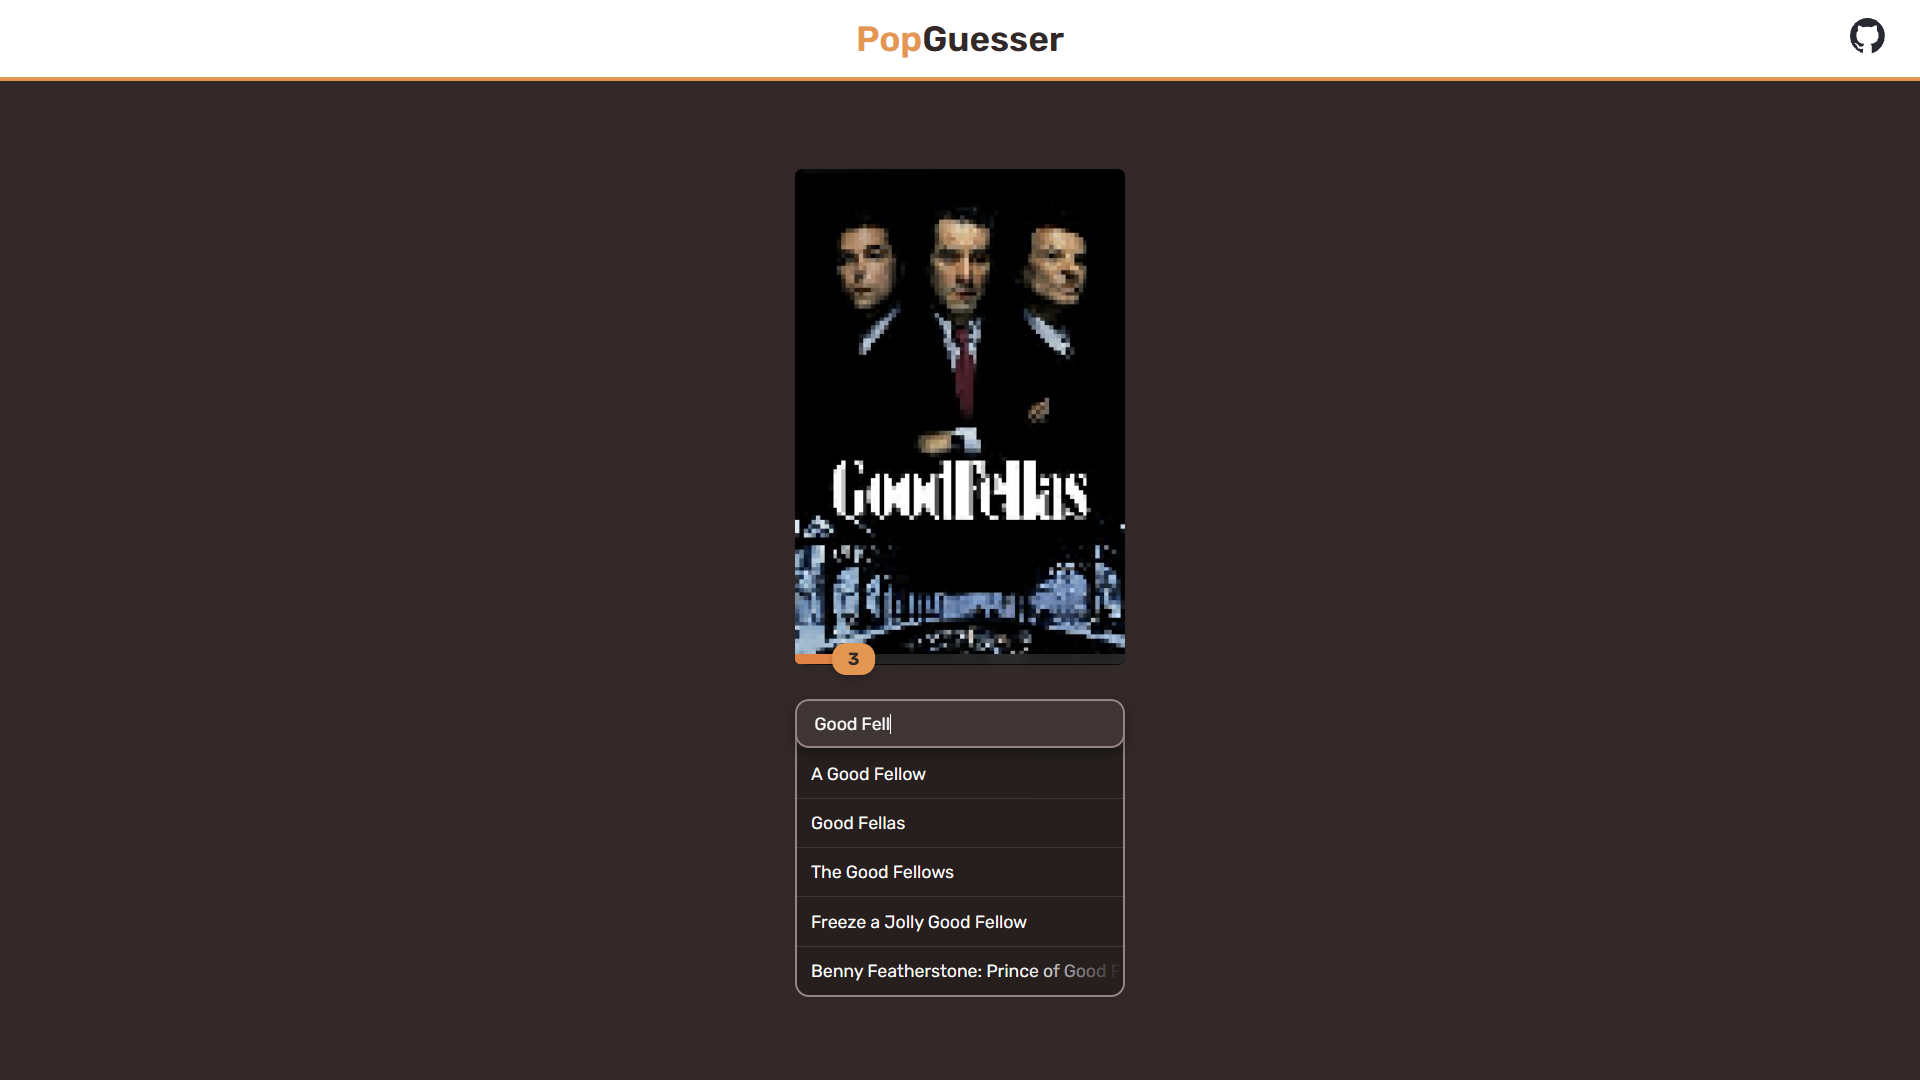 PopGuesser
GoodFellas
3
Good Fell
A Good Fellow
Good Fellas
The Good Fellows
Freeze a Jolly Good Fellow
Benny Featherstone: Prince of Good F